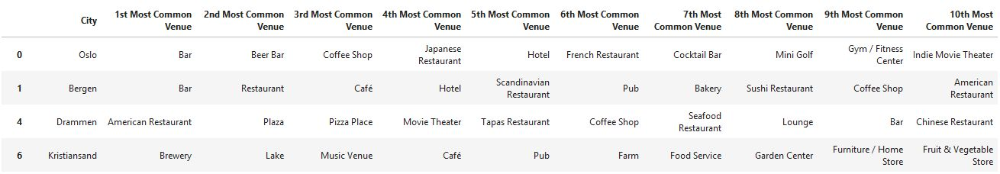 City 1st Most Common Venue 2nd Most Common Venue 3rd Most Common Venue 4th Most Common Venue 5th Most Common Venue 6th Most Common Venue 7th Most Common Venue 8th Most Common Venue 9th Most Common Venue 10th Most Common Venue
0 Oslo Bar Beer Bar Coffee Shop Japanese Restaurant Hotel French Restaurant Cocktail Bar Mini Golf Gym / Fitness Center Indie Movie Theater
1 Bergen Bar Restaurant Café Hotel Scandinavian Restaurant Pub Bakery Sushi Restaurant Coffee Shop American Restaurant
4 Drammen American Restaurant Plaza Pizza Place Movie Theater Tapas Restaurant Coffee Shop Seafood Restaurant Lounge Bar Chinese Restaurant
6 Kristiansand Brewery Lake Music Venue Café Pub Farm Food Service Garden Center Furniture / Home Store Fruit & Vegetable Store